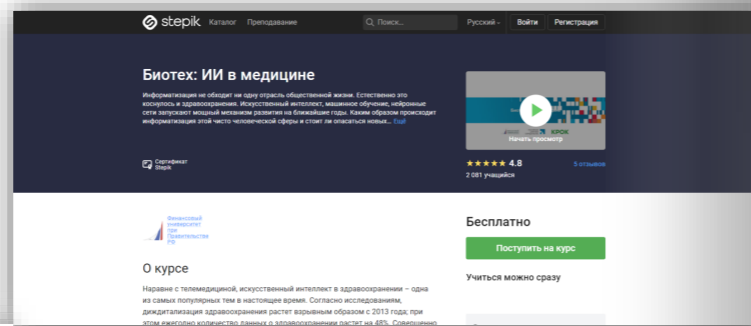 stepik Каталог Преподавание Поиск... Русский Войти Регистрация
Биотех: ИИ в медицине
Информатизация не обходит ни одну отрасль общественной жизни. Естественно это
коснулось и здравоохранения. Искусственный интеллект, машинное обучение, нейронные
сети запускают мощный механизм развития на ближайшие годы. Каким образом происходит
информатизация этой чисто человеческой сферы и стоит ли опасаться новых... Ещё
КРОК
Начать просмотр
Сертификат
Stepik
4.8 5 отзывов
2 081 учащийся
Финансовый
университет
при
Правительстве
РФ
Бесплатно
Поступить на курс
Учиться можно сразу
О курсе
Наравне с телемедициной, искусственный интеллект в здравоохранении – одна
из самых популярных тем в настоящее время. Согласно исследованиям,
диждитализация здравоохранения растет взрывным образом с 2013 года; при
этом ежегодно количество данных о здравоохранении растет на 48%. Совершенно